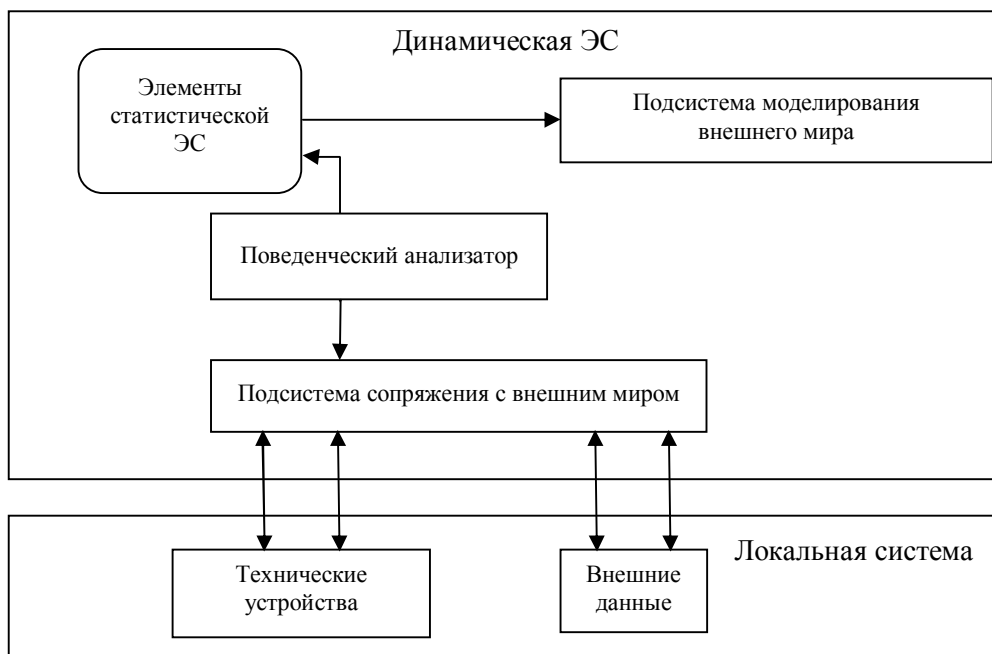 Динамическая ЭС
Элементы
статистической
ЭС
Подсистема моделирования
внешнего мира
Поведенческий анализатор
Подсистема сопряжения с внешним миром
Локальная система
Технические
устройства
Внешние
данные